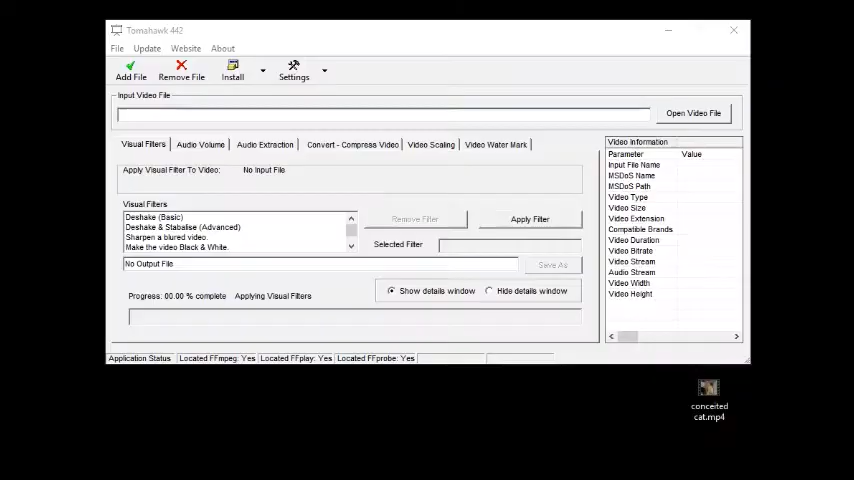 Tomahawk 442
File Update Website About
Add File Remove File Install Settings
Input Video File
Open Video File
Visual Filters Audio Volume Audio Extraction Convert - Compress Video Video Scaling Video Water Mark
Apply Visual Filter To Video: No Input File
Visual Filters
Deshake (Basic)
Deshake & Stabalise (Advanced)
Sharpen a blured video.
Make the video Black & White.
Remove Filter Apply Filter
Selected Filter
No Output File Save As
Show details window Hide details window
Progress: 00.00 % complete Applying Visual Filters
Video Information
Parameter Value
Input File Name
MSDoS Name
MSDoS Path
Video Type
Video Size
Video Extension
Compatible Brands
Video Duration
Video Bitrate
Video Stream
Audio Stream
Video Width
Video Height
Application Status Located FFmpeg: Yes Located FFplay: Yes Located FFprobe: Yes
conceited
cat.mp4